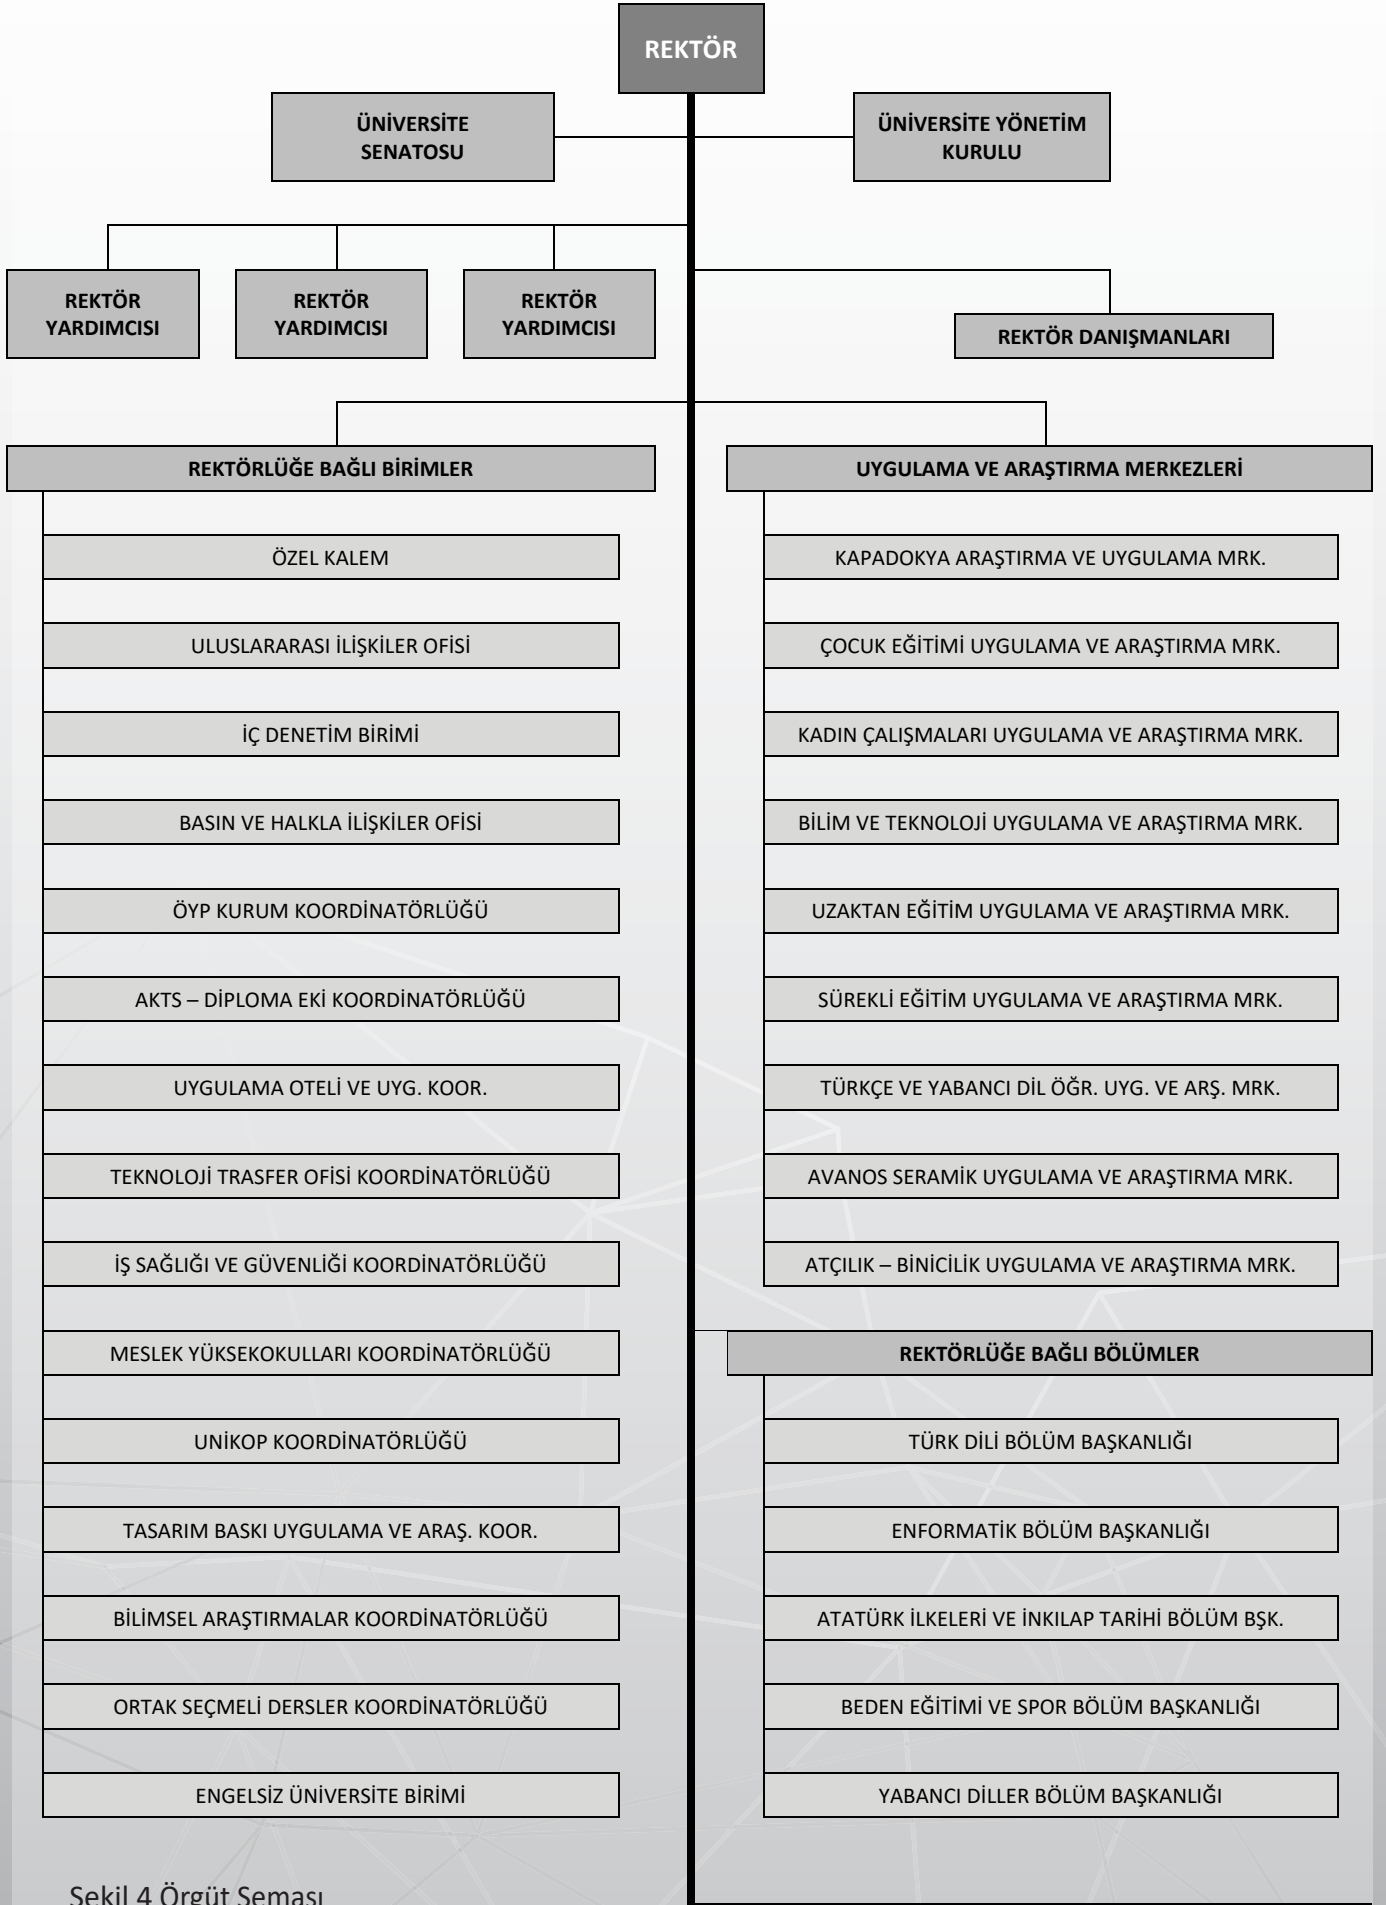 REKTÖR
ÜNİVERSİTE
SENATOSU
ÜNİVERSİTE YÖNETİM
KURULU
REKTÖR
YARDIMCISI
REKTÖR
YARDIMCISI
REKTÖR
YARDIMCISI
REKTÖR DANIŞMANLARI
REKTÖRLÜĞE BAĞLI BİRİMLER
ÖZEL KALEM
ULUSLARARASI İLİŞKİLER OFİSİ
İÇ DENETİM BİRİMİ
BASIN VE HALKLA İLİŞKİLER OFİSİ
ÖYP KURUM KOORDİNATÖRLÜĞÜ
AKTS – DİPLOMA EKİ KOORDİNATÖRLÜĞÜ
UYGULAMA OTELİ VE UYG. KOOR.
TEKNOLOJİ TRASFER OFİSİ KOORDİNATÖRLÜĞÜ
İŞ SAĞLIĞI VE GÜVENLİĞİ KOORDİNATÖRLÜĞÜ
MESLEK YÜKSEKOKULLARI KOORDİNATÖRLÜĞÜ
UNİKOP KOORDİNATÖRLÜĞÜ
TASARIM BASKI UYGULAMA VE ARAŞ. KOOR.
BİLİMSEL ARAŞTIRMALAR KOORDİNATÖRLÜĞÜ
ORTAK SEÇMELİ DERSLER KOORDİNATÖRLÜĞÜ
ENGELSİZ ÜNİVERSİTE BİRİMİ
UYGULAMA VE ARAŞTIRMA MERKEZLERİ
KAPADOKYA ARAŞTIRMA VE UYGULAMA MRK.
ÇOCUK EĞİTİMİ UYGULAMA VE ARAŞTIRMA MRK.
KADIN ÇALIŞMALARI UYGULAMA VE ARAŞTIRMA MRK.
BİLİM VE TEKNOLOJİ UYGULAMA VE ARAŞTIRMA MRK.
UZAKTAN EĞİTİM UYGULAMA VE ARAŞTIRMA MRK.
SÜREKLİ EĞİTİM UYGULAMA VE ARAŞTIRMA MRK.
TÜRKÇE VE YABANCI DİL ÖĞR. UYG. VE ARŞ. MRK.
AVANOS SERAMİK UYGULAMA VE ARAŞTIRMA MRK.
ATÇILIK – BİNİCİLİK UYGULAMA VE ARAŞTIRMA MRK.
REKTÖRLÜĞE BAĞLI BÖLÜMLER
TÜRK DİLİ BÖLÜM BAŞKANLIĞI
ENFORMATİK BÖLÜM BAŞKANLIĞI
ATATÜRK İLKELERİ VE İNKILAP TARİHİ BÖLÜM BŞK.
BEDEN EĞİTİMİ VE SPOR BÖLÜM BAŞKANLIĞI
YABANCI DİLLER BÖLÜM BAŞKANLIĞI
Şekil 4 Örgüt Şeması